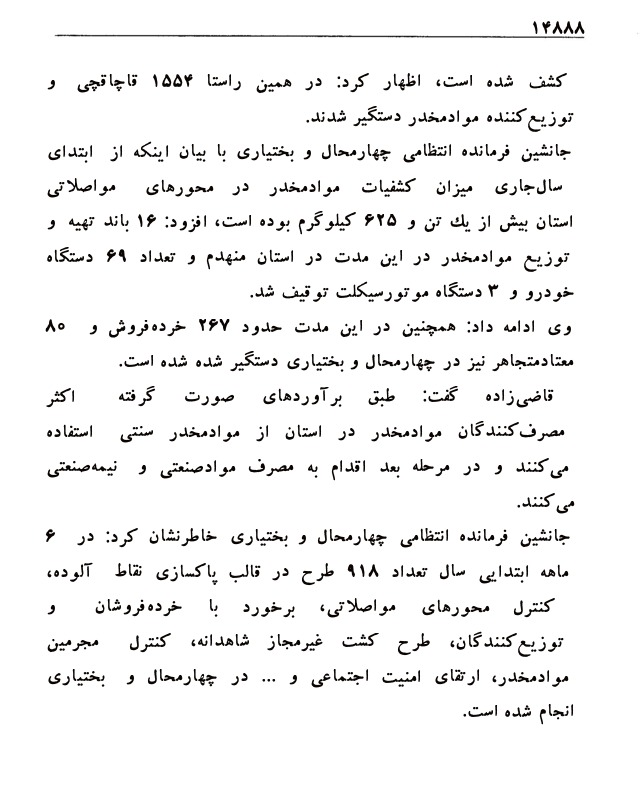 ۱۴۸۸۸
کشف شده است، اظهار کرد: در همین راستا ۱۵۵۴ قاچاقچی و
توزیع‌کننده موادمخدر دستگیر شدند.
جانشین فرمانده انتظامی چهارمحال و بختیاری با بیان اینکه از ابتدای
سال‌جاری میزان کشفیات موادمخدر در محورهای مواصلاتی
استان بیش از یك تن و ۶۲۵ کیلوگرم بوده است، افزود: ۱۶ باند تهیه و
توزیع موادمخدر در این مدت در استان منهدم و تعداد ۶۹ دستگاه
خودرو و ۳ دستگاه موتورسیکلت توقیف شد.
وی ادامه داد: همچنین در این مدت حدود ۲۶۷ خرده‌فروش و ۸۰
معتادمتجاهر نیز در چهارمحال و بختیاری دستگیر شده شده است.
قاضی‌زاده گفت: طبق برآوردهای صورت گرفته اکثر
مصرف‌کنندگان موادمخدر در استان از موادمخدر سنتی استفاده
می‌کنند و در مرحله بعد اقدام به مصرف موادصنعتی و نیمه‌صنعتی
می‌کنند.
جانشین فرمانده انتظامی چهارمحال و بختیاری خاطرنشان کرد: در ۶
ماهه ابتدایی سال تعداد ۹۱۸ طرح در قالب پاکسازی نقاط آلوده،
کنترل محورهای مواصلاتی، برخورد با خرده‌فروشان و
توزیع‌کنندگان، طرح کشت غیرمجاز شاهدانه، کنترل مجرمین
موادمخدر، ارتقای امنیت اجتماعی و ... در چهارمحال و بختیاری
انجام شده است.